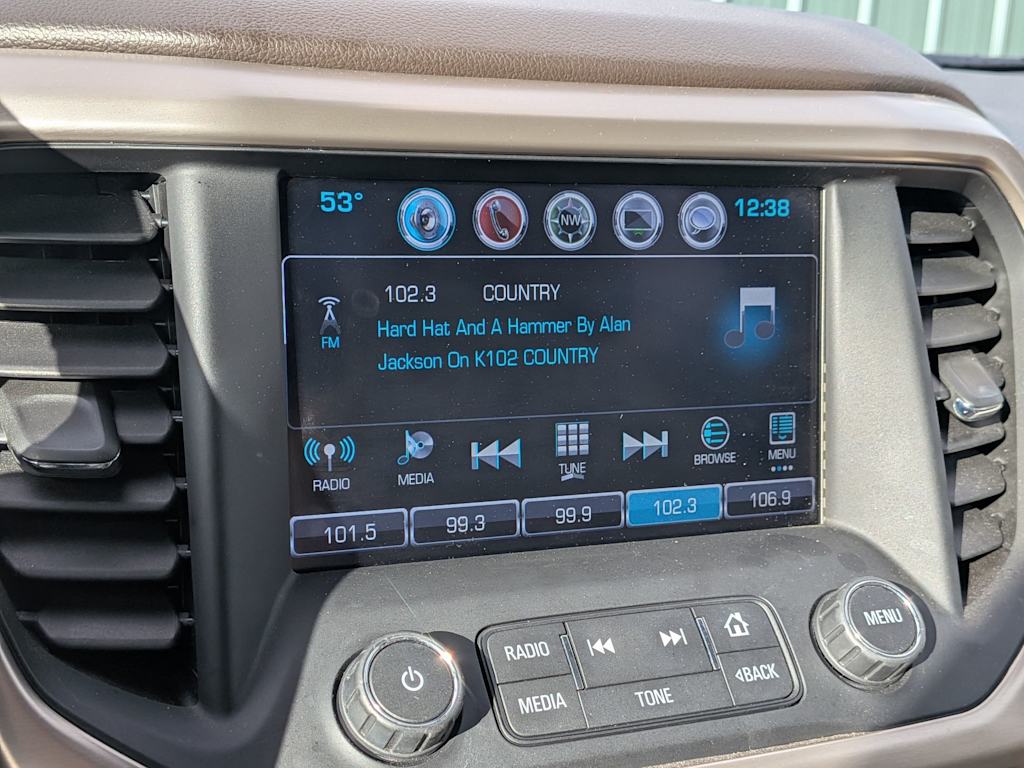 53° NW 12:38
102.3 COUNTRY
Hard Hat And A Hammer By Alan
FM
Jackson On K102 COUNTRY
RADIO MEDIA TUNE BROWSE MENU
101.5 99.3 99.9 102.3 106.9
RADIO MENU
MEDIA TONE BACK